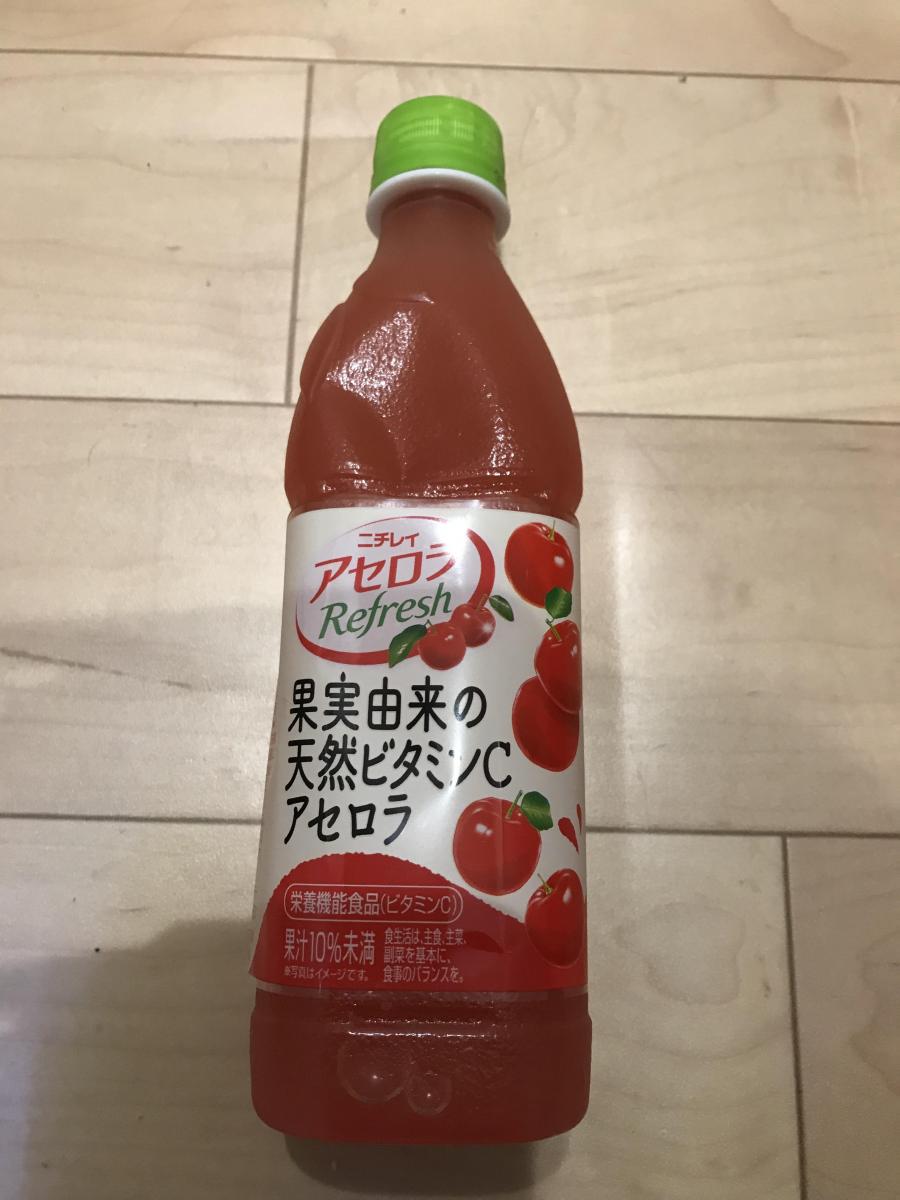 ニチレイ
アセロラ
Refresh
果実由来の
天然ビタミンC
アセロラ
栄養機能食品(ビタミンC)
果汁10%未満
※写真はイメージです。
食生活は、主食、主菜、
副菜を基本に、
食事のバランスを。